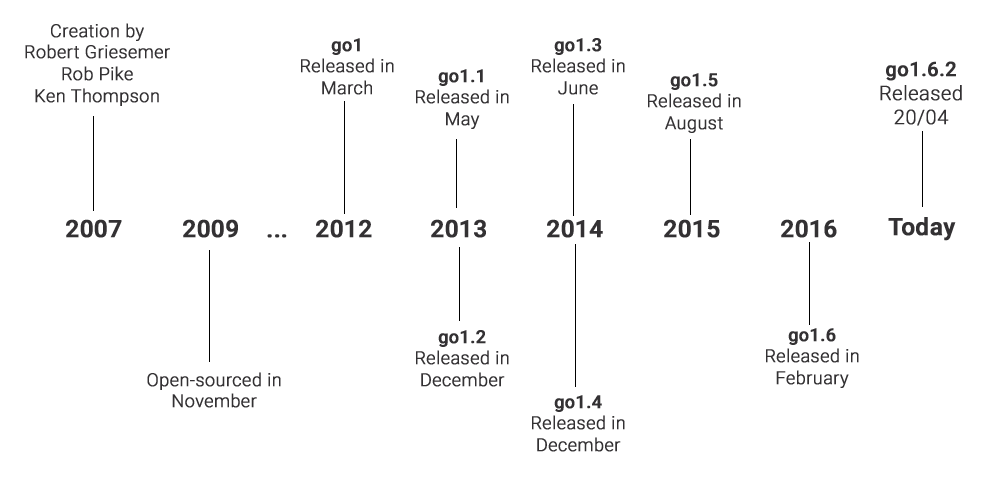 Creation by
Robert Griesemer
Rob Pike
Ken Thompson
go1
Released in
March
go1.1
Released in
May
go1.3
Released in
June
go1.5
Released in
August
go1.6.2
Released
20/04
2007 2009 ... 2012 2013 2014 2015 2016 Today
Open-sourced in
November
go1.2
Released in
December
go1.4
Released in
December
go1.6
Released in
February